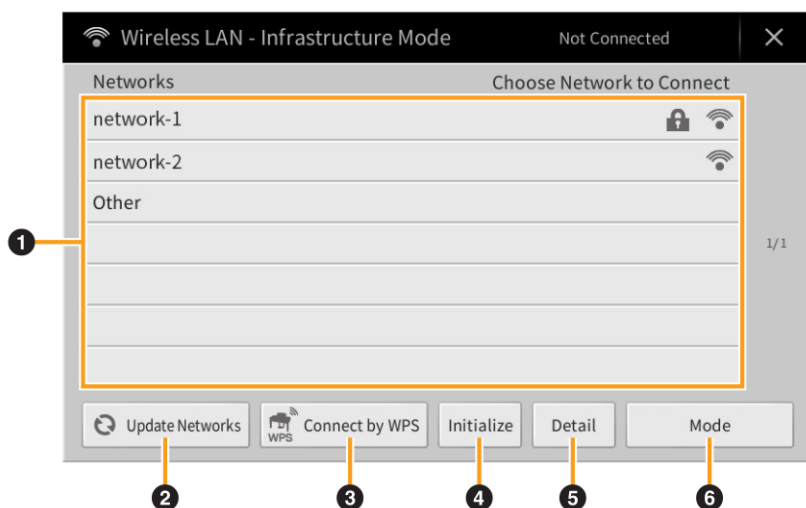 Wireless LAN - Infrastructure Mode Not Connected
Networks Choose Network to Connect
network-1
network-2
Other
1
1/1
Update Networks WPS Connect by WPS Initialize Detail Mode
2 3 4 5 6